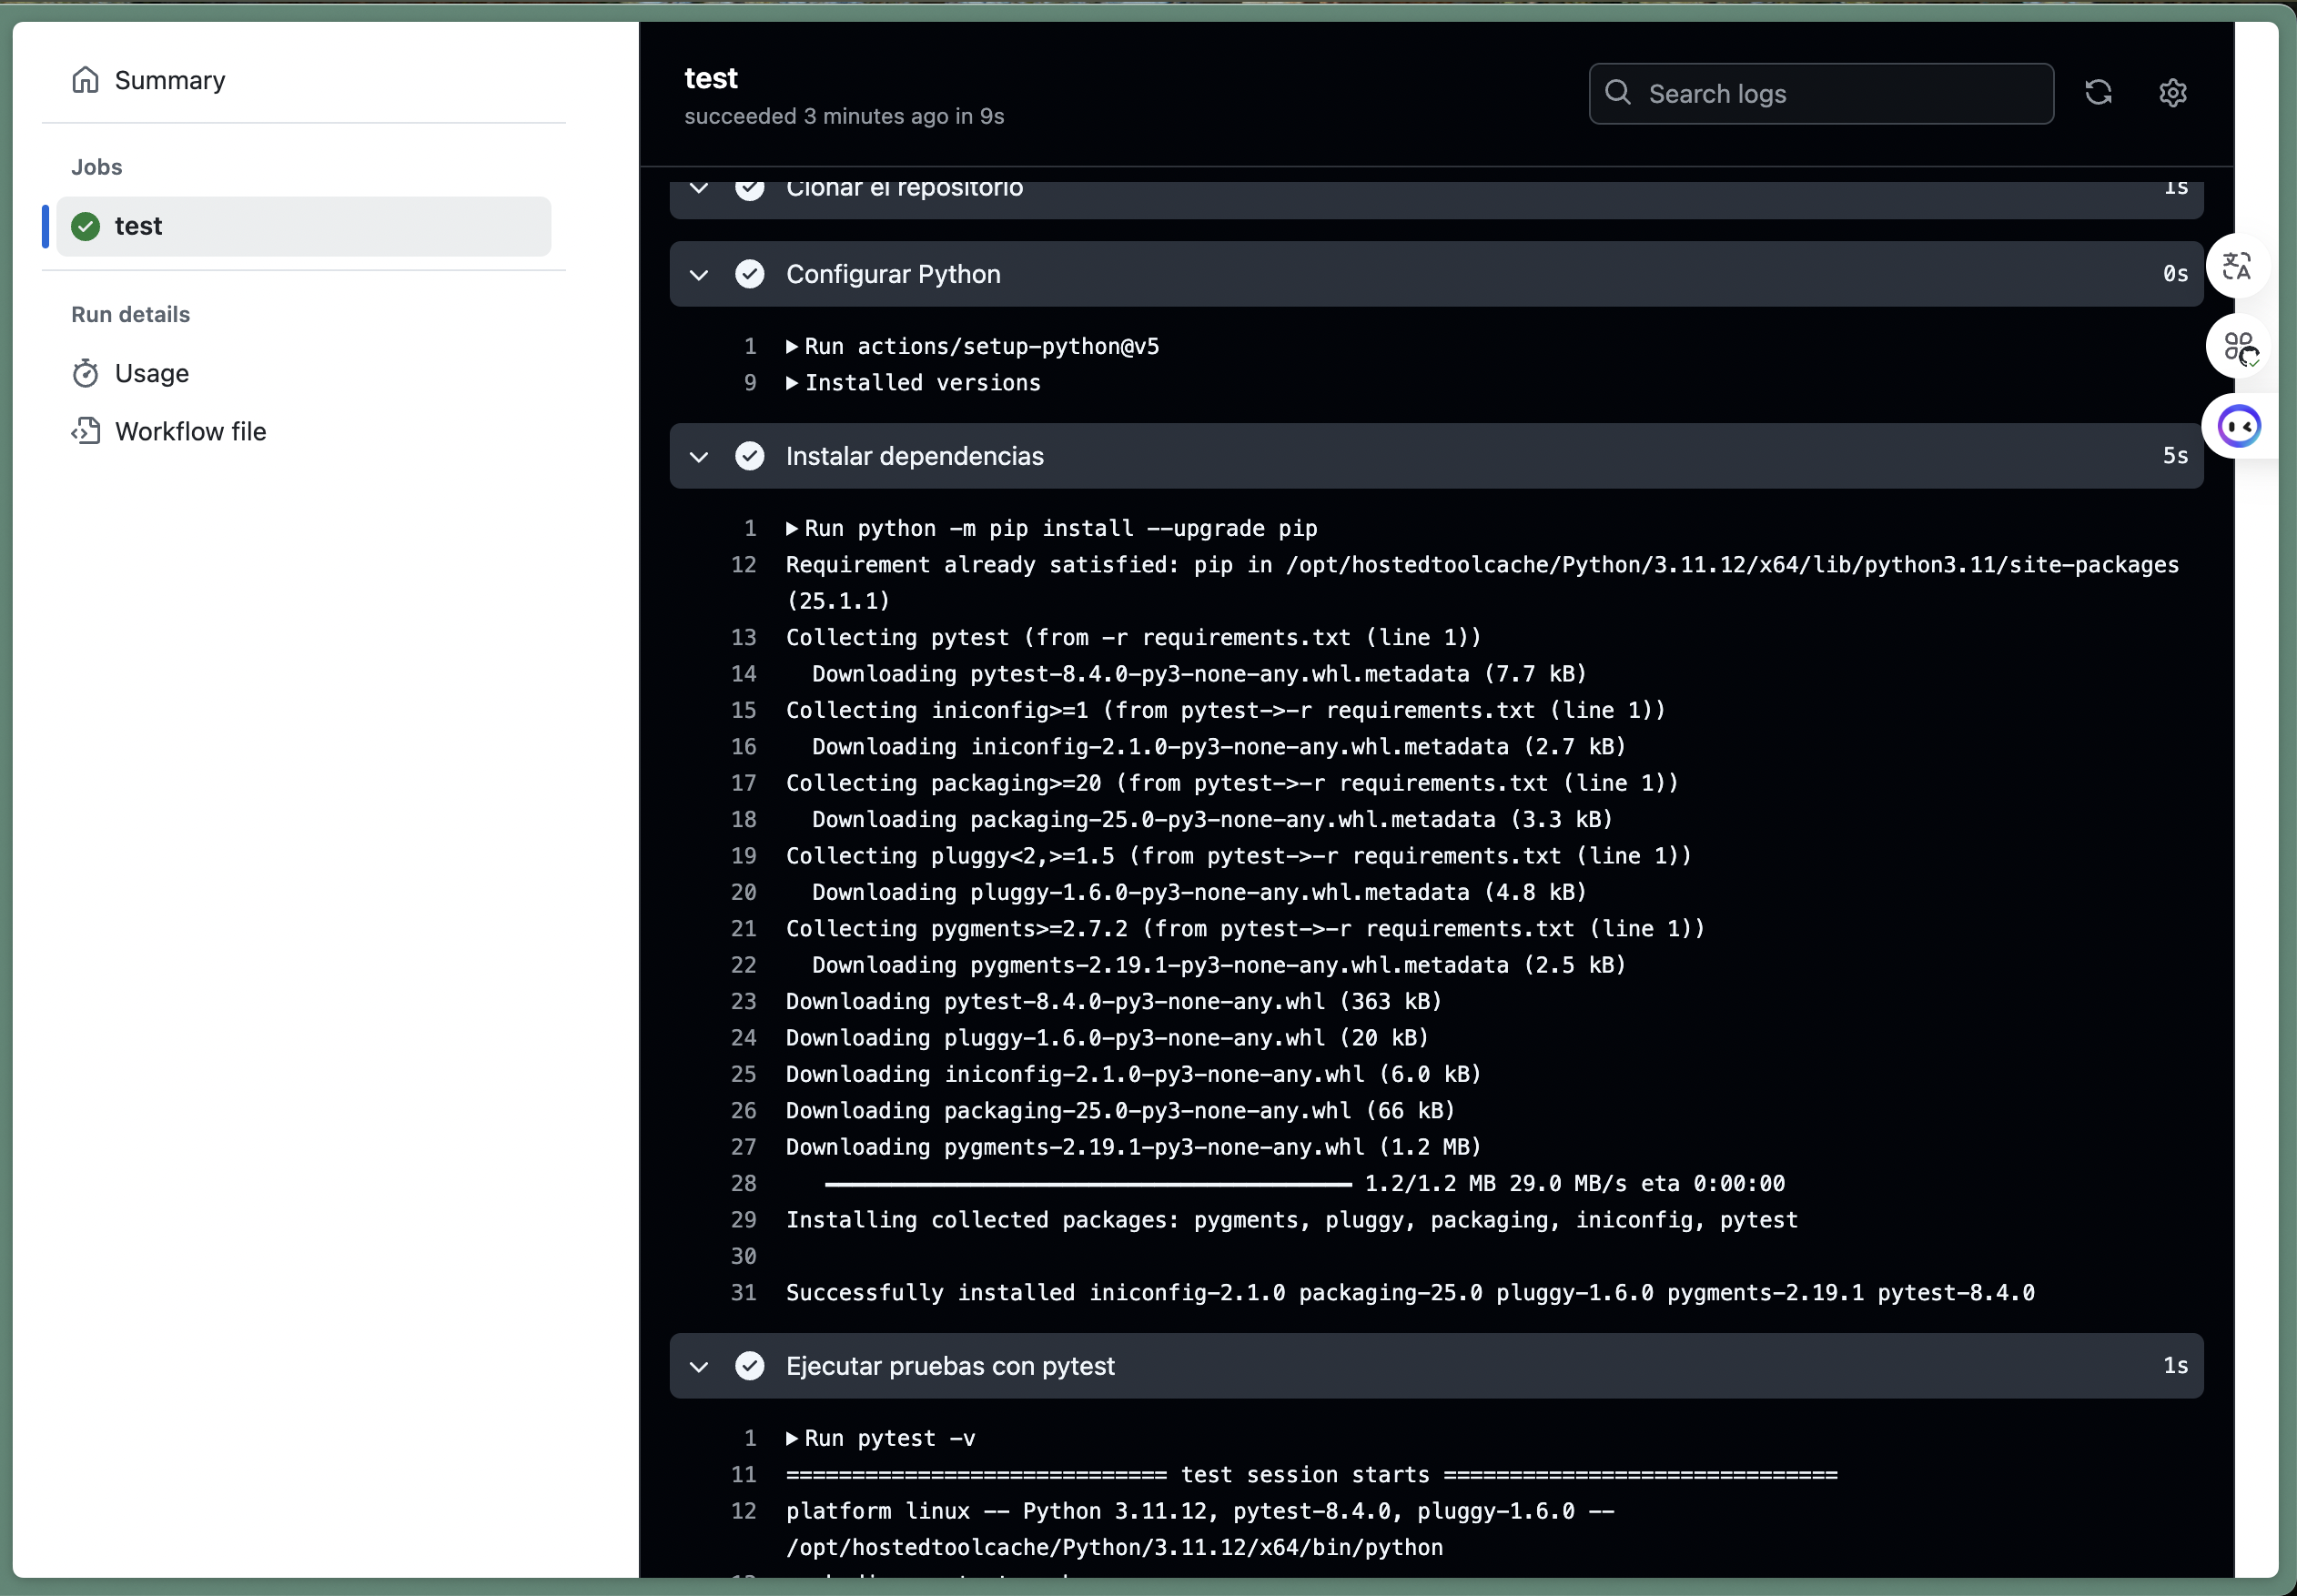 Summary
Jobs
test
Run details
Usage
Workflow file
test
succeeded 3 minutes ago in 9s
Search logs
Clonar el repositorio 1s
Configurar Python 0s
1 Run actions/setup-python@v5
9 Installed versions
Instalar dependencias 5s
1 Run python -m pip install --upgrade pip
12 Requirement already satisfied: pip in /opt/hostedtoolcache/Python/3.11.12/x64/lib/python3.11/site-packages
(25.1.1)
13 Collecting pytest (from -r requirements.txt (line 1))
14 Downloading pytest-8.4.0-py3-none-any.whl.metadata (7.7 kB)
15 Collecting iniconfig>=1 (from pytest->-r requirements.txt (line 1))
16 Downloading iniconfig-2.1.0-py3-none-any.whl.metadata (2.7 kB)
17 Collecting packaging>=20 (from pytest->-r requirements.txt (line 1))
18 Downloading packaging-25.0-py3-none-any.whl.metadata (3.3 kB)
19 Collecting pluggy<2,>=1.5 (from pytest->-r requirements.txt (line 1))
20 Downloading pluggy-1.6.0-py3-none-any.whl.metadata (4.8 kB)
21 Collecting pygments>=2.7.2 (from pytest->-r requirements.txt (line 1))
22 Downloading pygments-2.19.1-py3-none-any.whl.metadata (2.5 kB)
23 Downloading pytest-8.4.0-py3-none-any.whl (363 kB)
24 Downloading pluggy-1.6.0-py3-none-any.whl (20 kB)
25 Downloading iniconfig-2.1.0-py3-none-any.whl (6.0 kB)
26 Downloading packaging-25.0-py3-none-any.whl (66 kB)
27 Downloading pygments-2.19.1-py3-none-any.whl (1.2 MB)
28 ━━━━━━━━━━━━━━━━━━━━━━━━━━━━━━━━━━━━━━━━ 1.2/1.2 MB 29.0 MB/s eta 0:00:00
29 Installing collected packages: pygments, pluggy, packaging, iniconfig, pytest
30
31 Successfully installed iniconfig-2.1.0 packaging-25.0 pluggy-1.6.0 pygments-2.19.1 pytest-8.4.0
Ejecutar pruebas con pytest 1s
1 Run pytest -v
11 ============================= test session starts ==============================
12 platform linux -- Python 3.11.12, pytest-8.4.0, pluggy-1.6.0 --
/opt/hostedtoolcache/Python/3.11.12/x64/bin/python